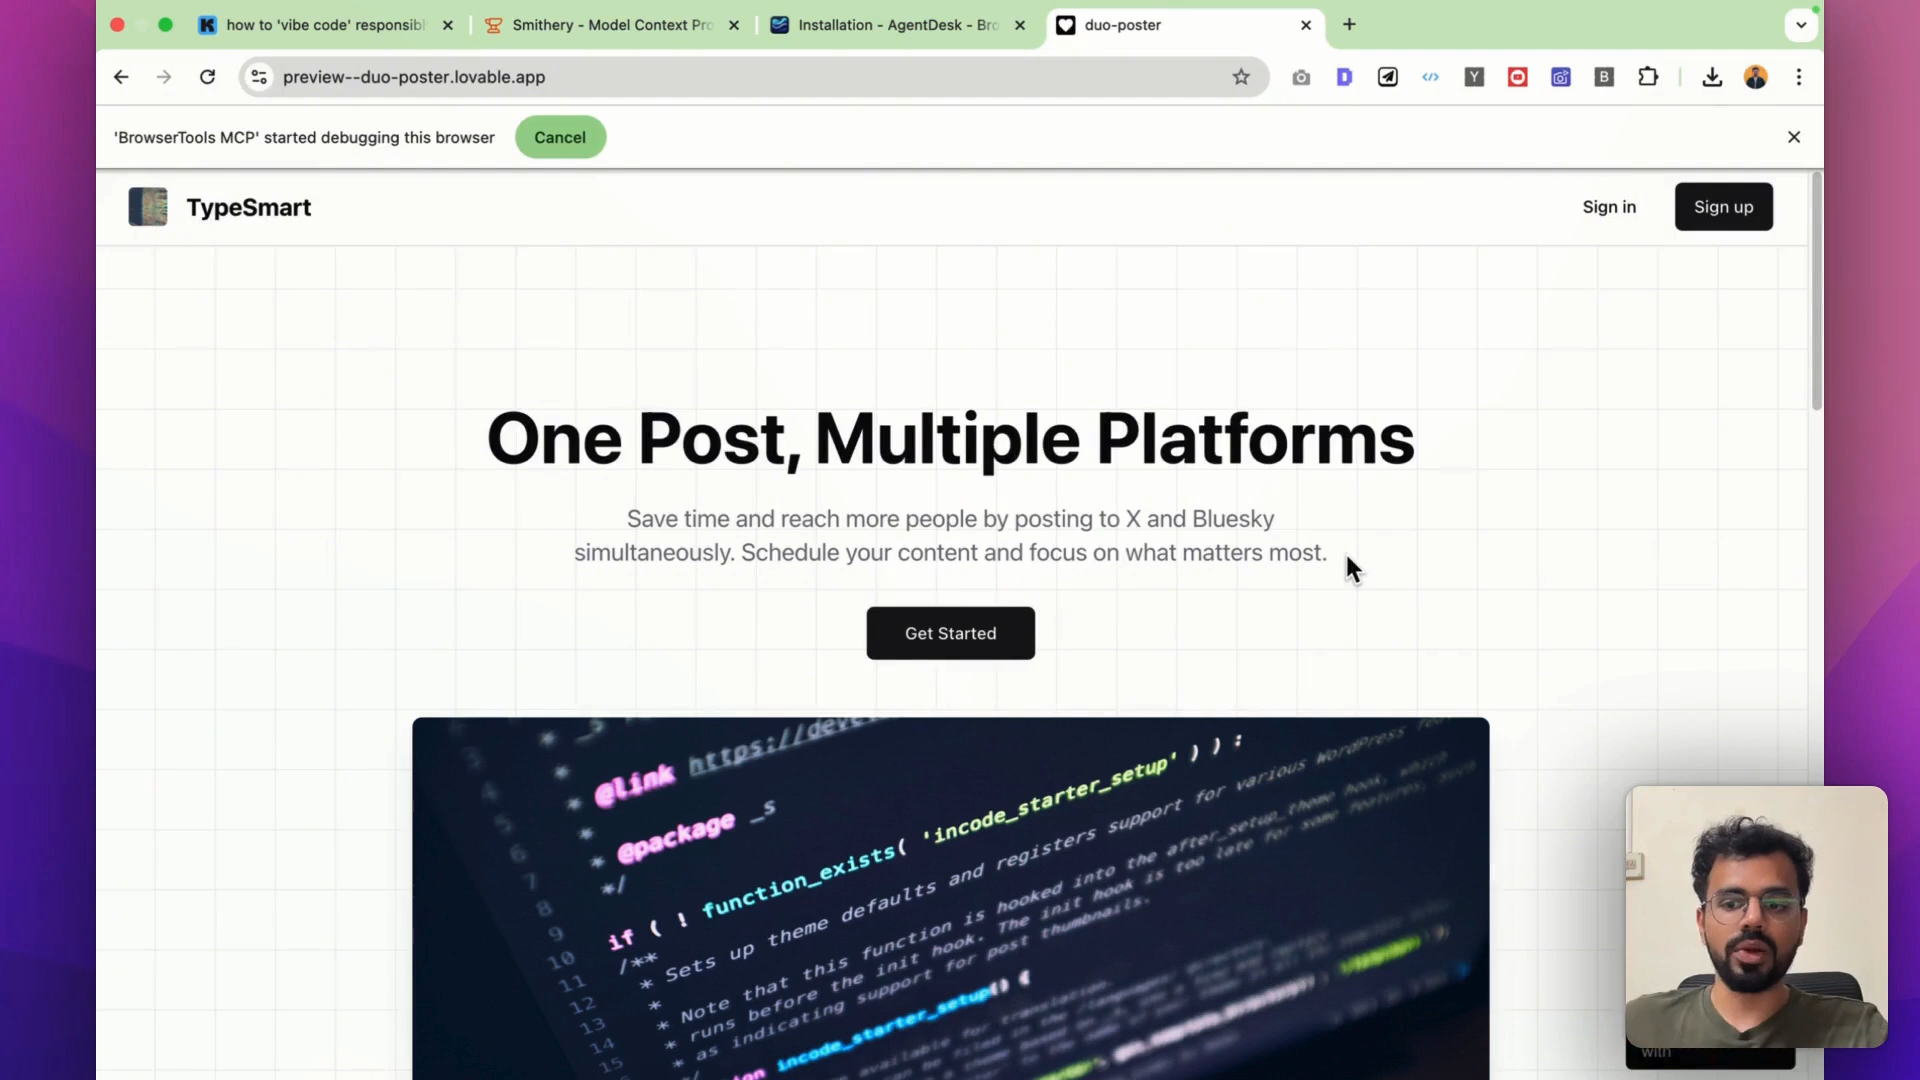 how to 'vibe code' responsibl
Smithery - Model Context Pro
Installation - AgentDesk - Bro
duo-poster
preview--duo-poster.lovable.app
'BrowserTools MCP' started debugging this browser
Cancel
TypeSmart
Sign in
Sign up
One Post, Multiple Platforms
Save time and reach more people by posting to X and Bluesky
simultaneously. Schedule your content and focus on what matters most.
Get Started
* @link https://deve
* @package _s
*/
if ( ! function_exists( 'incode_starter_setup' ) ) :
/**
* Sets up theme defaults and registers support for various WordPress
* Note that this function is hooked into the after_setup_theme hook, which
* runs before the init hook. The init hook is too late for some features, such
* as indicating support for post thumbnails.
incode_starter_setup() {
with